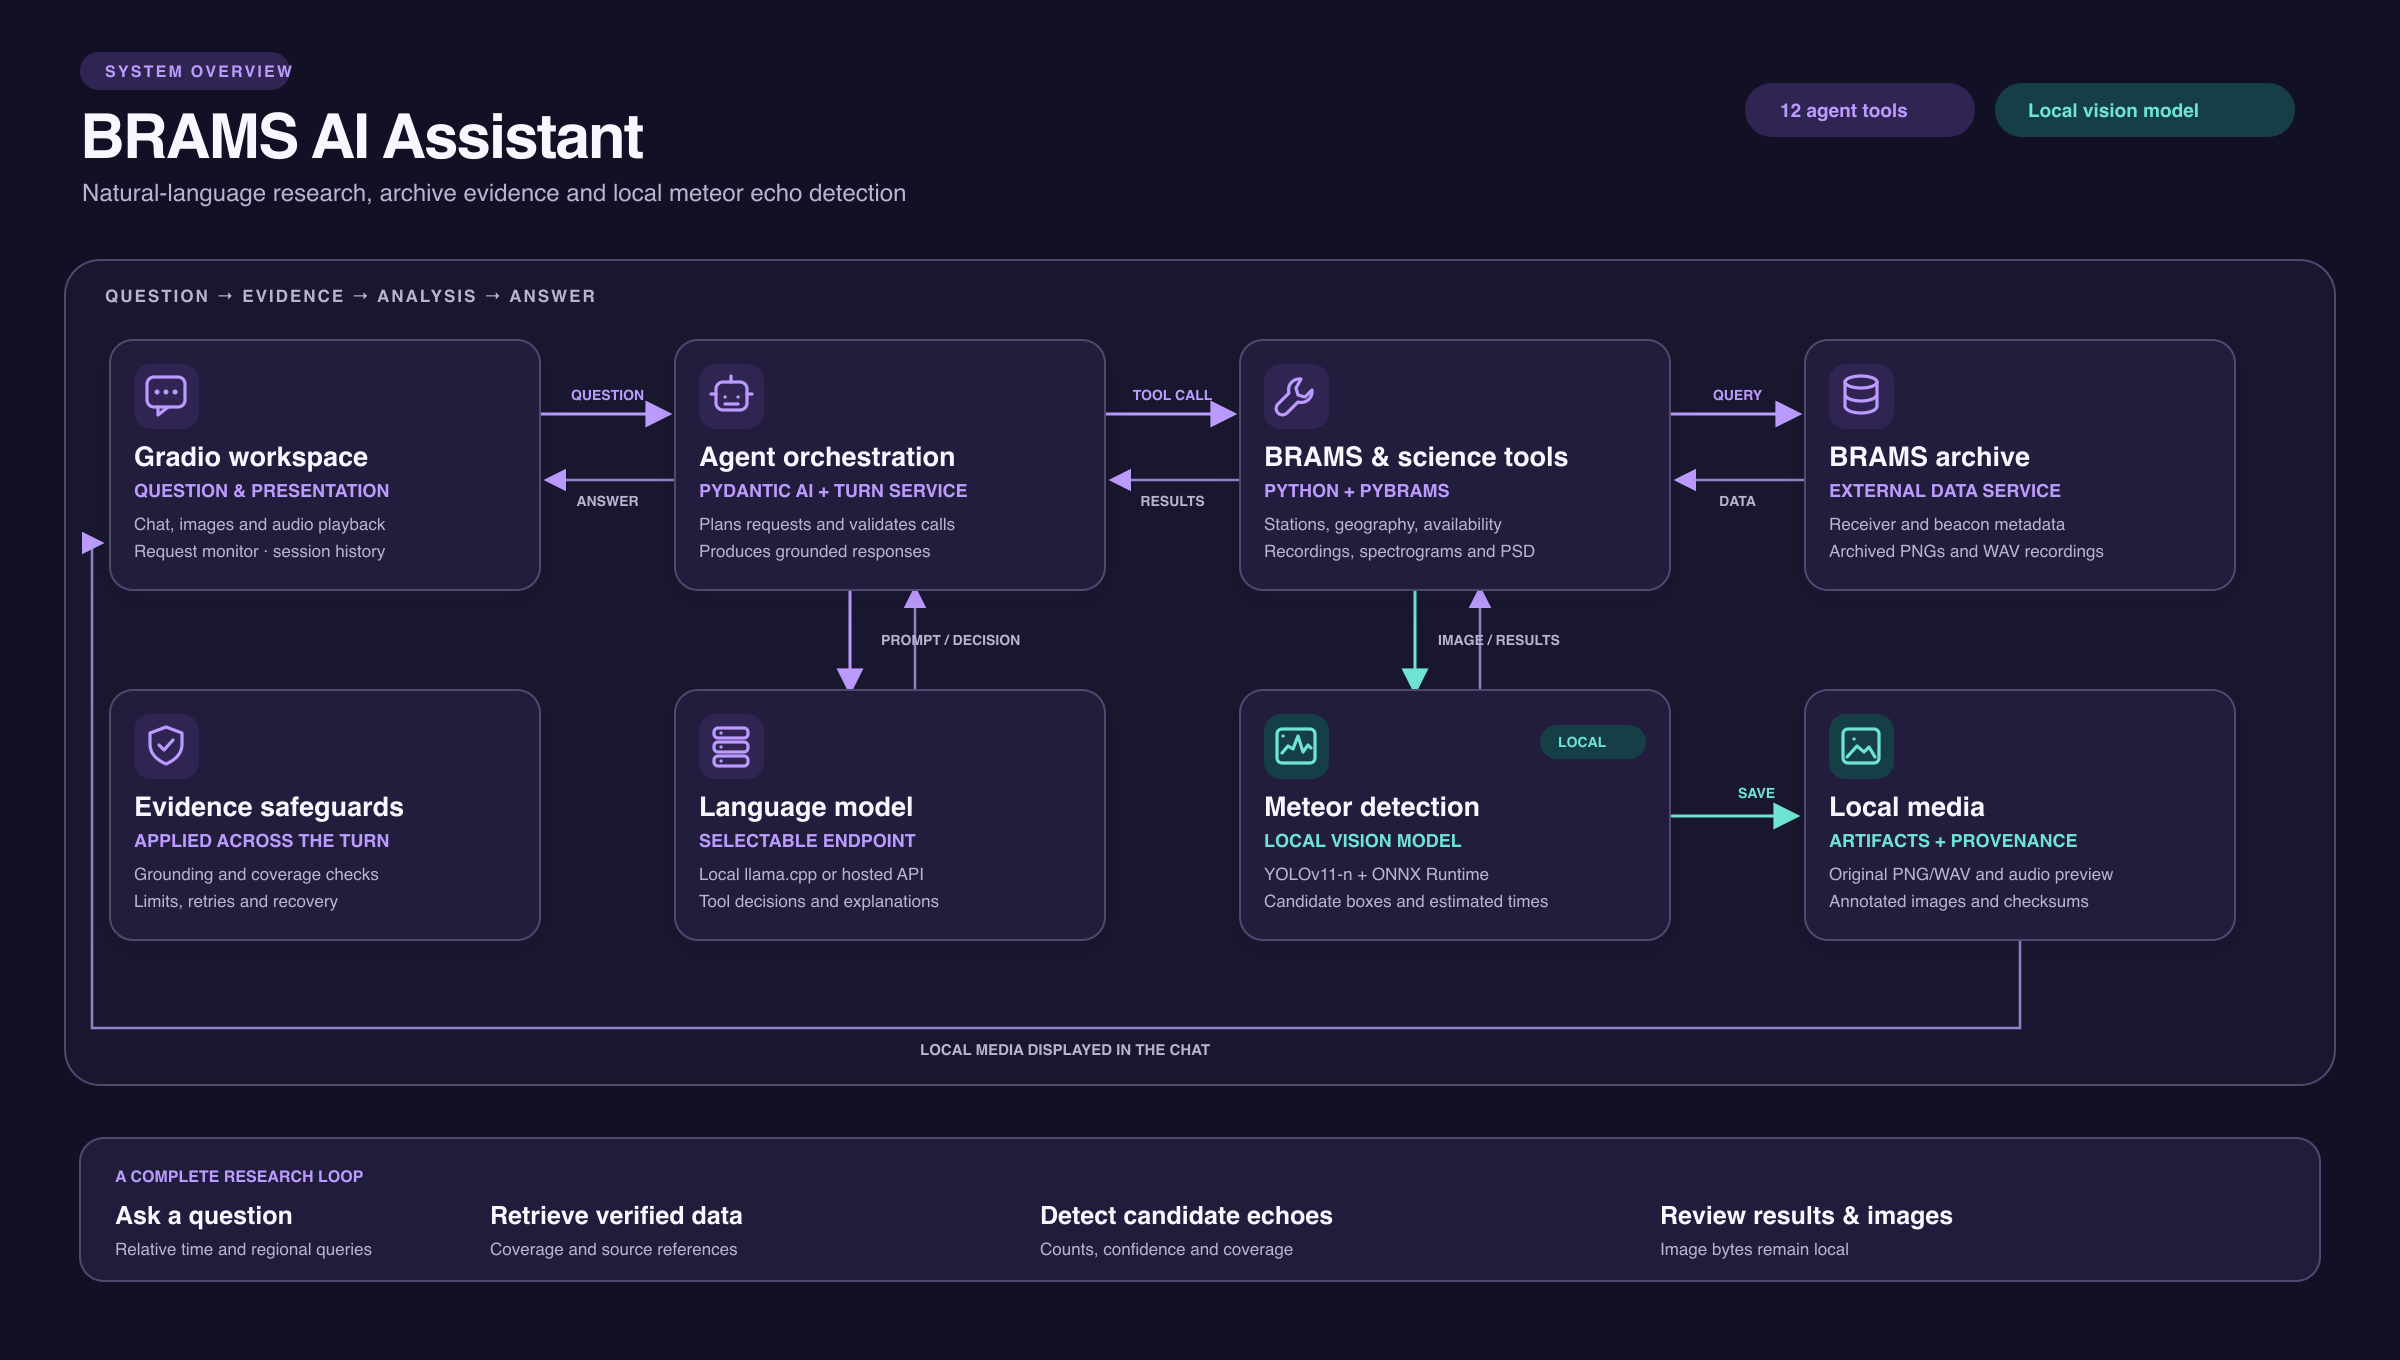 SYSTEM OVERVIEW
BRAMS AI Assistant
Natural-language research, archive evidence and local meteor echo detection
12 agent tools
Local vision model
QUESTION → EVIDENCE → ANALYSIS → ANSWER
Gradio workspace
QUESTION & PRESENTATION
Chat, images and audio playback
Request monitor · session history
QUESTION
ANSWER
Agent orchestration
PYDANTIC AI + TURN SERVICE
Plans requests and validates calls
Produces grounded responses
TOOL CALL
RESULTS
BRAMS & science tools
PYTHON + PYBRAMS
Stations, geography, availability
Recordings, spectrograms and PSD
QUERY
DATA
BRAMS archive
EXTERNAL DATA SERVICE
Receiver and beacon metadata
Archived PNGs and WAV recordings
PROMPT / DECISION
IMAGE / RESULTS
Evidence safeguards
APPLIED ACROSS THE TURN
Grounding and coverage checks
Limits, retries and recovery
Language model
SELECTABLE ENDPOINT
Local llama.cpp or hosted API
Tool decisions and explanations
LOCAL
Meteor detection
LOCAL VISION MODEL
YOLOv11-n + ONNX Runtime
Candidate boxes and estimated times
SAVE
Local media
ARTIFACTS + PROVENANCE
Original PNG/WAV and audio preview
Annotated images and checksums
LOCAL MEDIA DISPLAYED IN THE CHAT
A COMPLETE RESEARCH LOOP
Ask a question
Relative time and regional queries
Retrieve verified data
Coverage and source references
Detect candidate echoes
Counts, confidence and coverage
Review results & images
Image bytes remain local